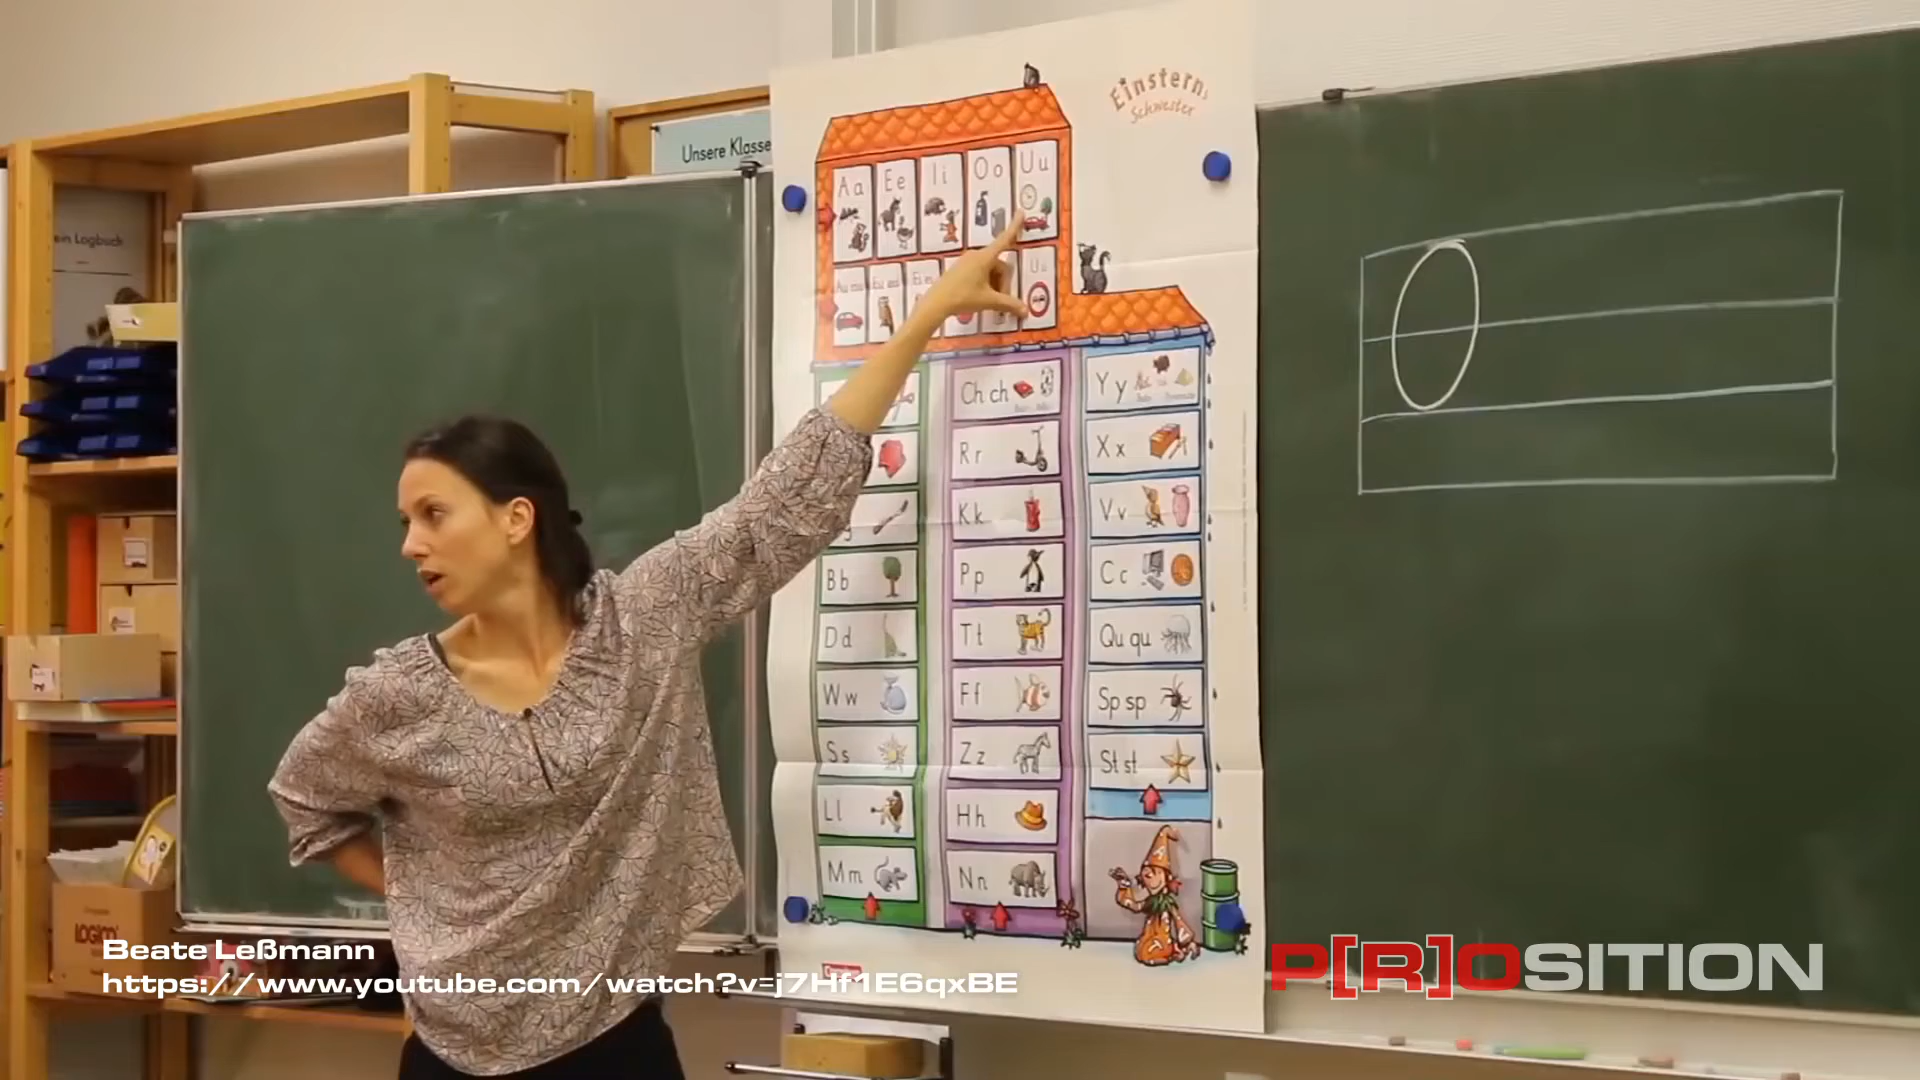 Unsere Klasse
ein Logbuch
Einsterns
Schwester
Aa
Ee
Ii
Oo
Uu
Ch ch
Yy
Rr
Xx
Kk
Vv
Bb
Pp
Cc
Dd
Tt
Qu qu
Ww
Ff
Sp sp
Ss
Zz
St st
Ll
Hh
Mm
Nn
O
LOGICO
Beate Leßmann
https://www.youtube.com/watch?v=j7Hf1E6qxBE
P[R]OSITION